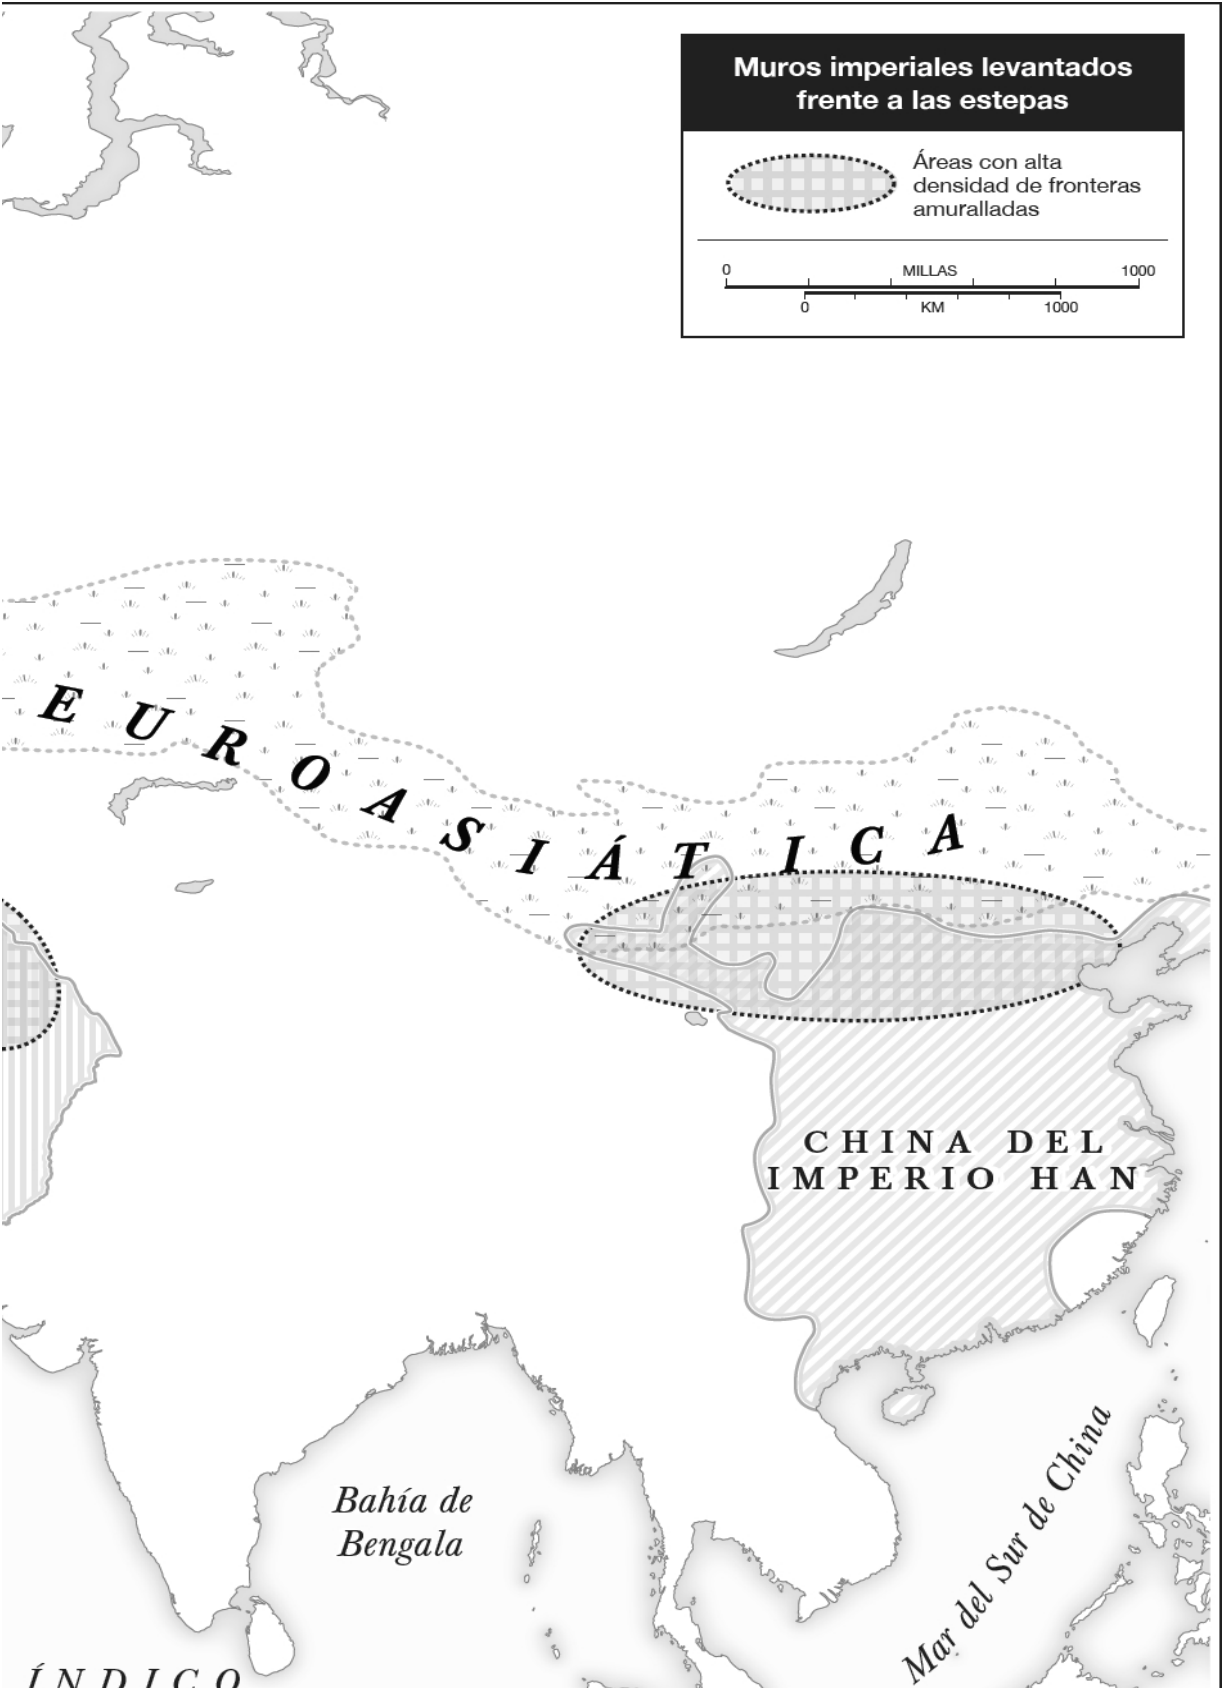 Muros imperiales levantados
frente a las estepas
Áreas con alta
densidad de fronteras
amuralladas
0 MILLAS 1000
0 KM 1000
EUROASIÁTICA
CHINA DEL
IMPERIO HAN
Bahía de
Bengala
Mar del Sur de China
ÍNDICO